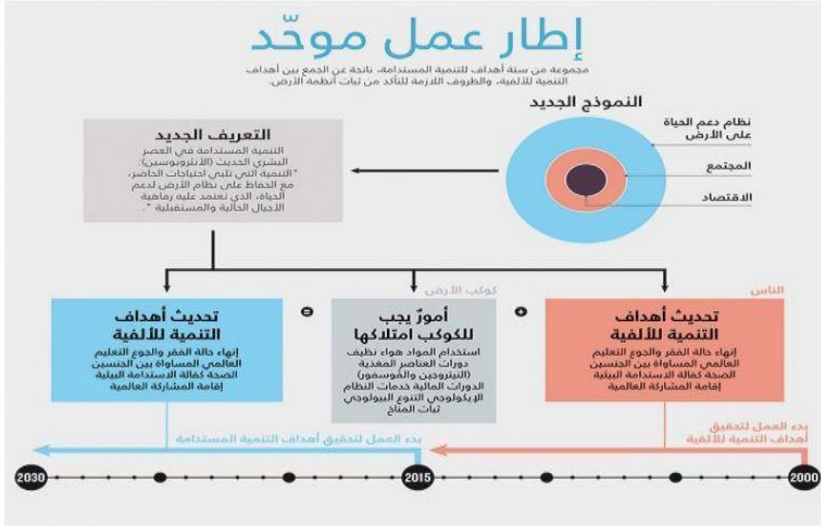 إطار عمل موحّد
مجموعة من ستة أهداف للتنمية المستدامة، ناتجة عن الجمع بين أهداف
التنمية للألفية، والظروف اللازمة للتأكد من ثبات أنظمة الأرض.
النموذج الجديد
نظام دعم الحياة
على الأرض
المجتمع
الاقتصاد
التعريف الجديد
التنمية المستدامة في العصر
البشري الحديث (الأنثروبوسين):
"التنمية التي تلبي احتياجات الحاضر،
مع الحفاظ على نظام الأرض لدعم
الحياة، الذي تعتمد عليه رفاهية
الأجيال الحالية والمستقبلية".
الناس
تحديث أهداف
التنمية للألفية
إنهاء حالة الفقر والجوع التعليم
العالمي المساواة بين الجنسين
الصحة كفالة الاستدامة البيئية
إقامة المشاركة العالمية
+
كوكب الأرض
أمورٌ يجب
للكوكب امتلاكها
استخدام المواد هواء نظيف
دورات العناصر المغذية
(النيتروجين والفوسفور)
الدورات المائية خدمات النظام
الإيكولوجي التنوع البيولوجي
ثبات المناخ
=
تحديث أهداف
التنمية للألفية
إنهاء حالة الفقر والجوع التعليم
العالمي المساواة بين الجنسين
الصحة كفالة الاستدامة البيئية
إقامة المشاركة العالمية
بدء العمل لتحقيق
أهداف التنمية للألفية
بدء العمل لتحقيق أهداف التنمية المستدامة
2000
2015
2030